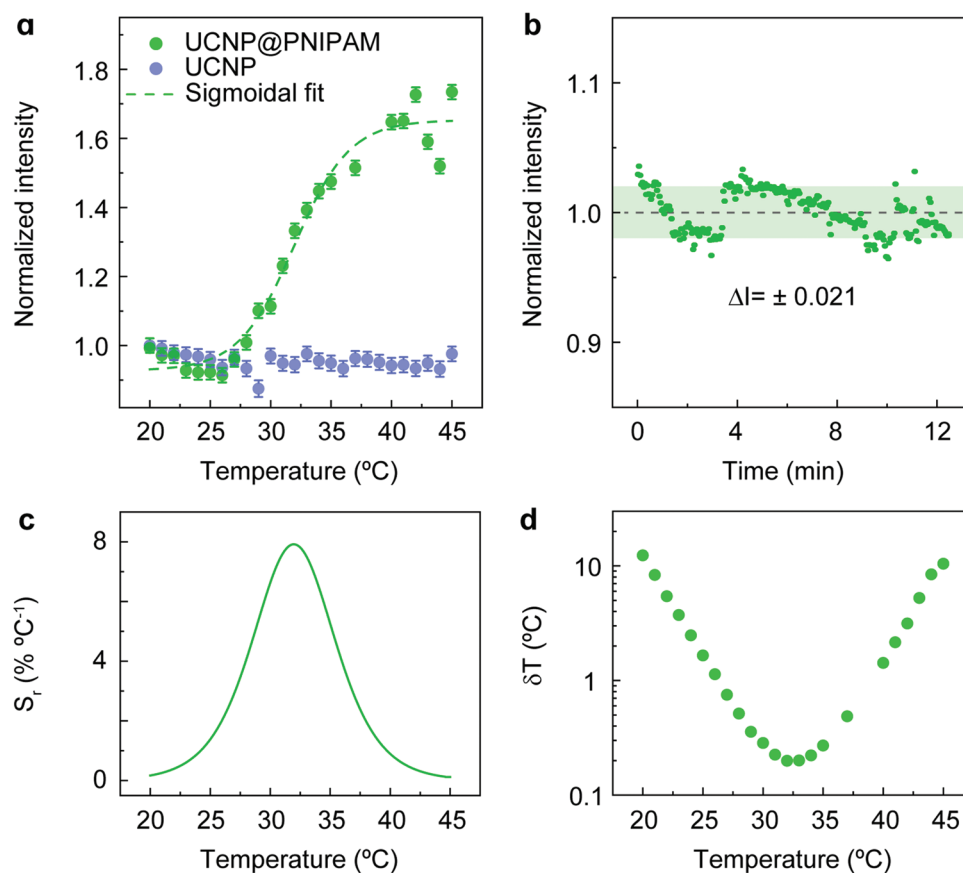 a
UCNP@PNIPAM
UCNP
Sigmoidal fit
Normalized intensity
1.8
1.6
1.4
1.2
1.0
20 25 30 35 40 45
Temperature (ºC)
b
Normalized intensity
1.1
1.0
0.9
ΔI= ± 0.021
0 4 8 12
Time (min)
c
Sr (% ºC-1)
8
4
0
20 25 30 35 40 45
Temperature (ºC)
d
δT (ºC)
10
1
0.1
20 25 30 35 40 45
Temperature (ºC)